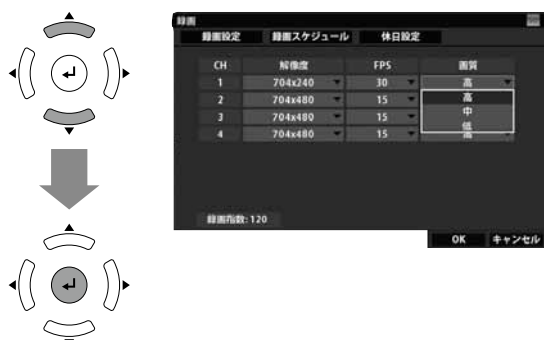 録画
録画設定 録画スケジュール 休日設定
CH 解像度 FPS 画質
1 704x240 30 高
2 704x480 15 高
3 704x480 15 中
4 704x480 15 低
高
録画指数: 120
OK キャンセル